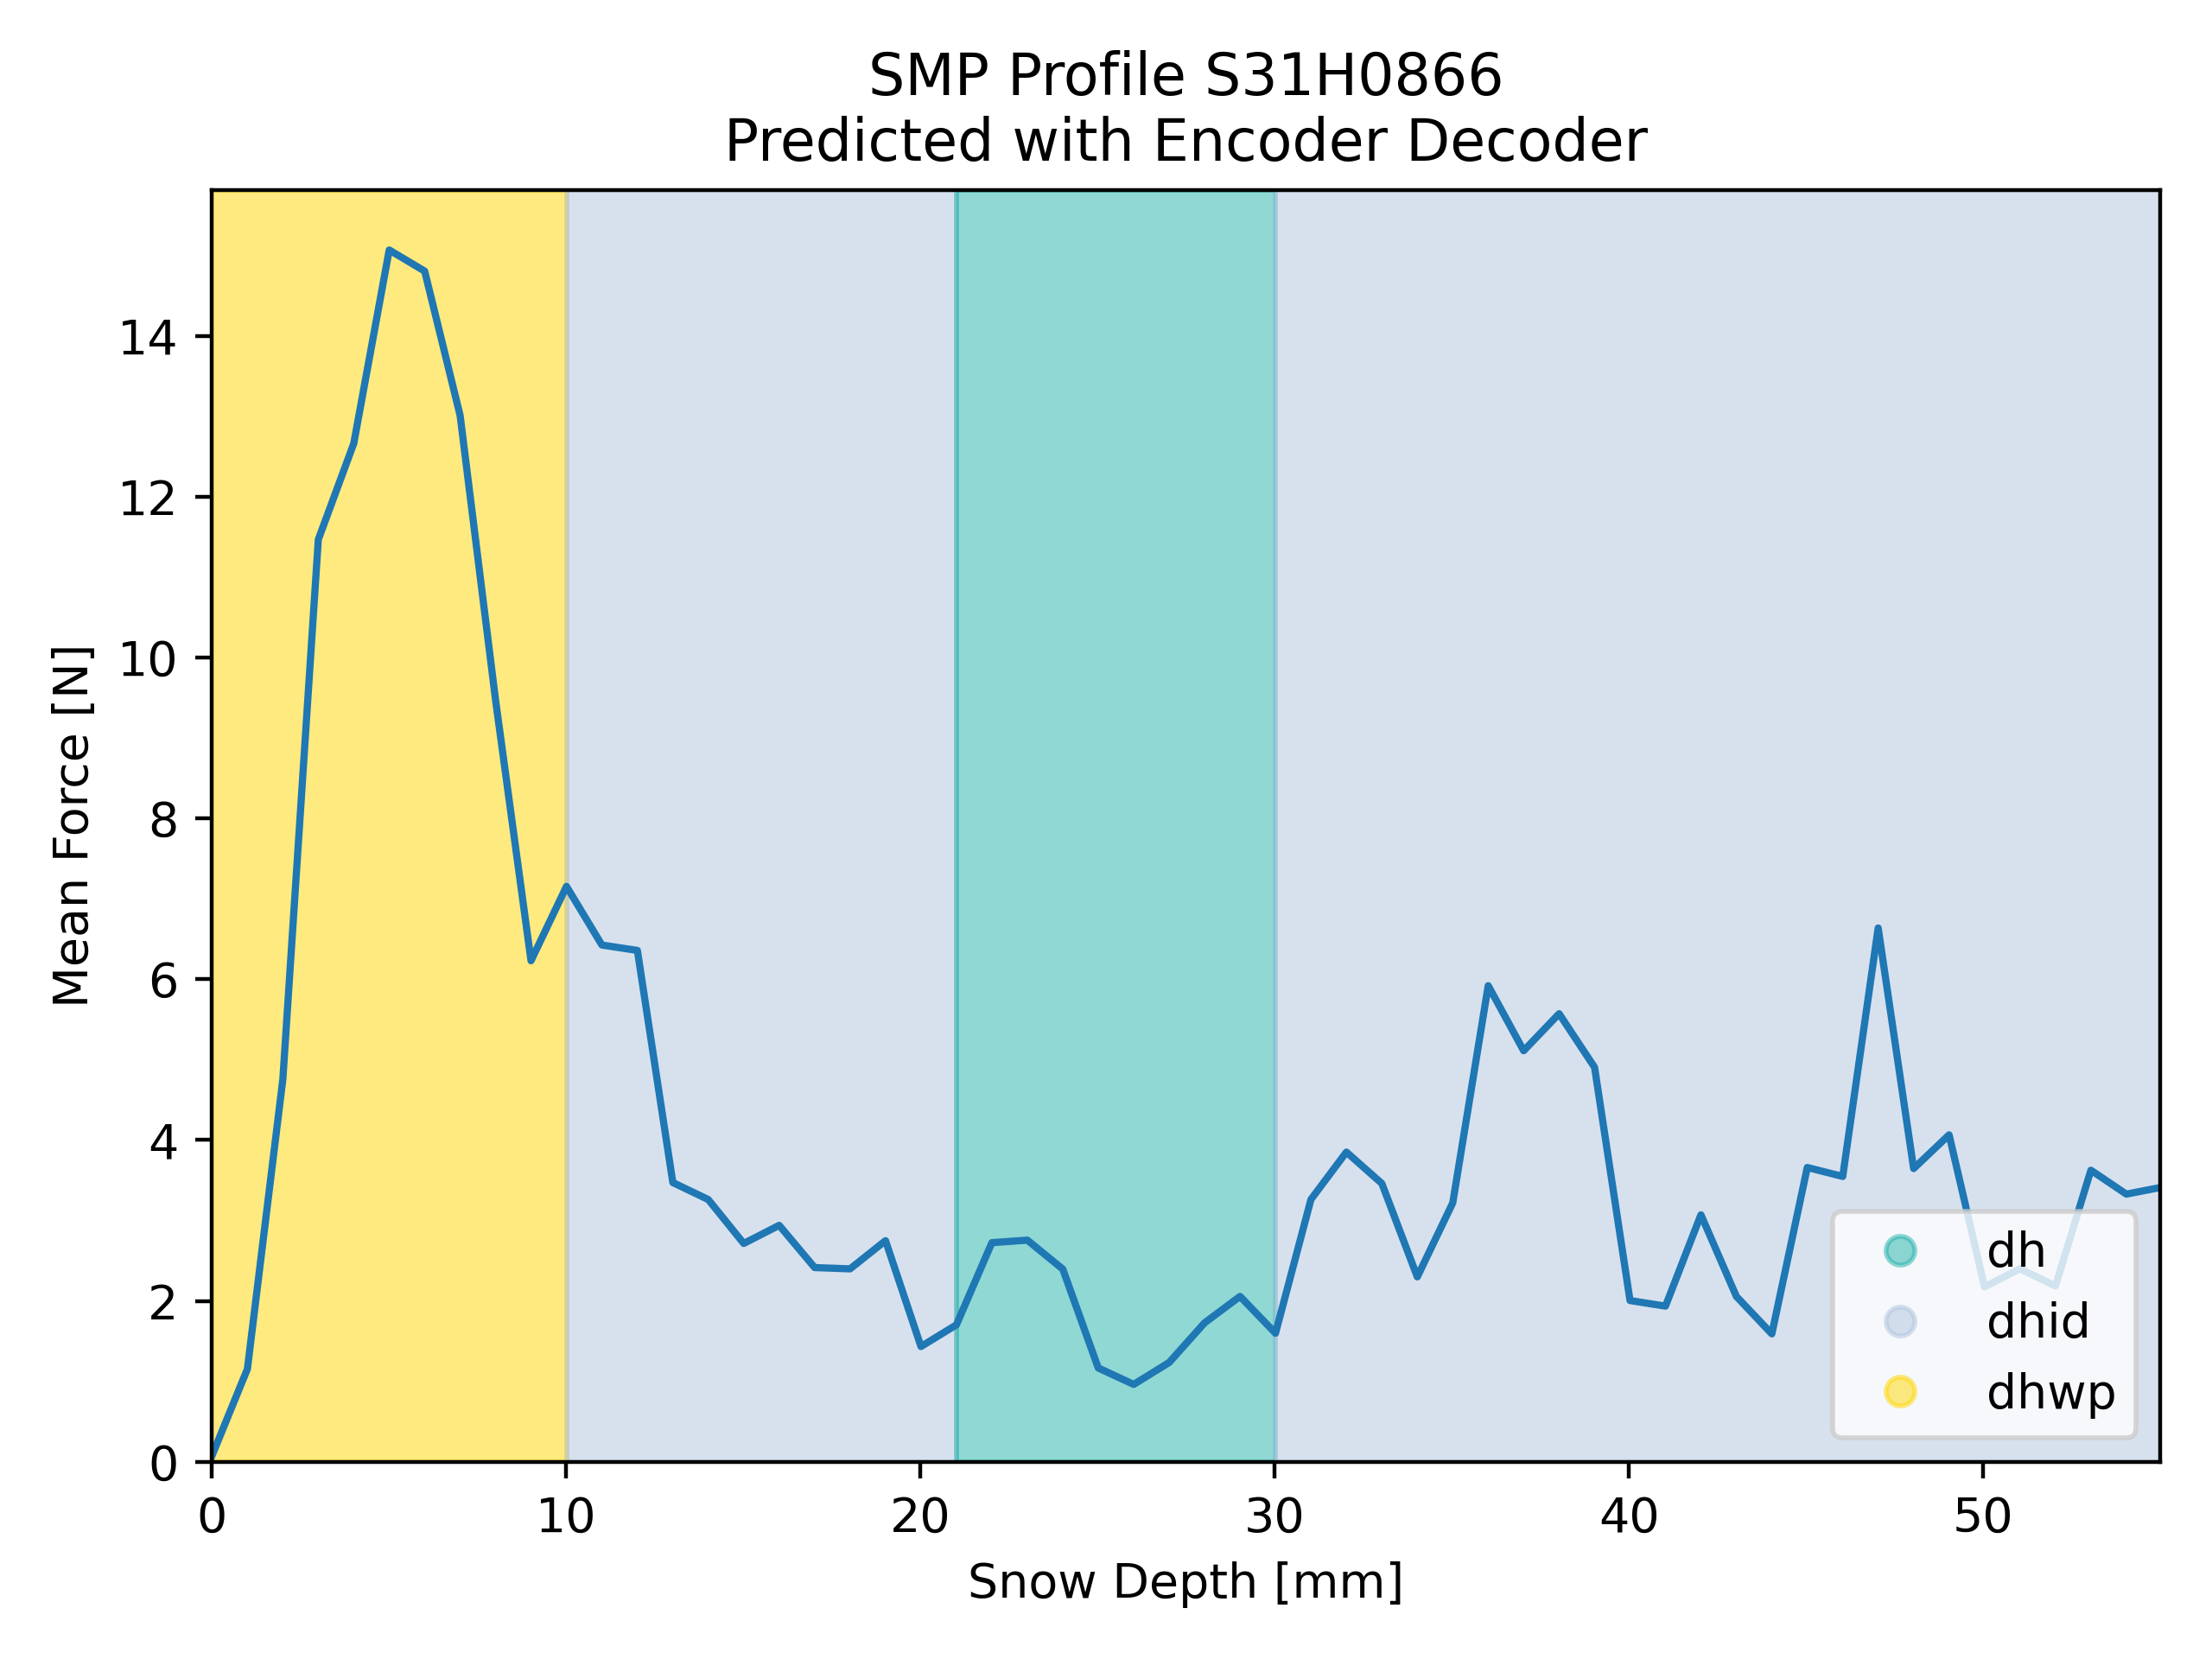 SMP Profile S31H0866
Predicted with Encoder Decoder
Mean Force [N]
14
12
10
8
6
4
2
0
0 10 20 30 40 50
Snow Depth [mm]
dh
dhid
dhwp